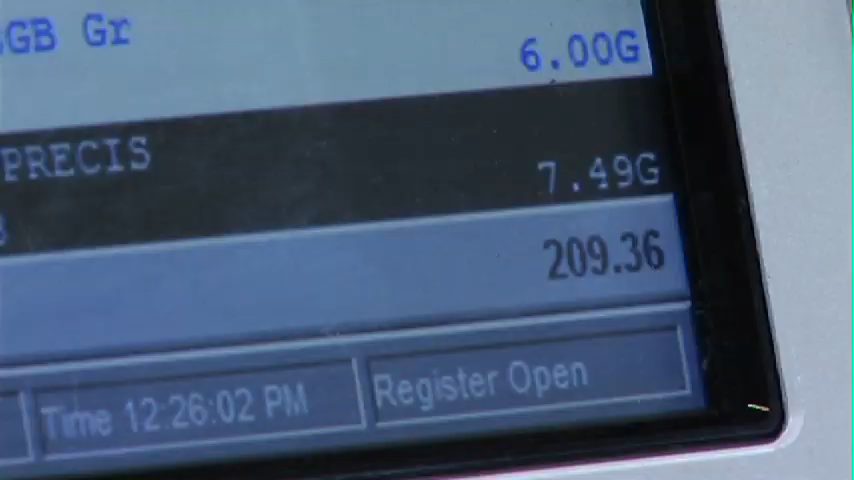 GB Gr
6.00G
PRECIS
7.49G
209.36
Time 12:26:02 PM
Register Open